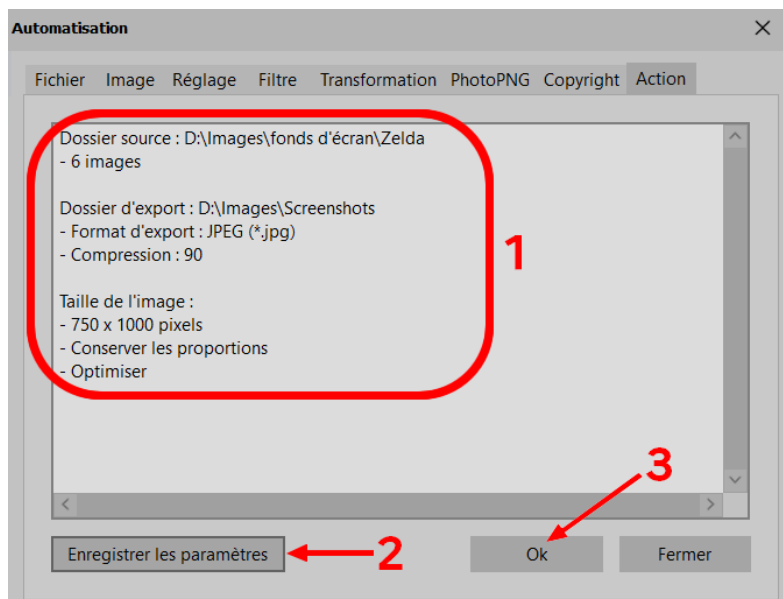 Automatisation
Fichier Image Réglage Filtre Transformation PhotoPNG Copyright Action
Dossier source : D:\Images\fonds d'écran\Zelda
- 6 images
Dossier d'export : D:\Images\Screenshots
- Format d'export : JPEG (*.jpg)
- Compression : 90
1
Taille de l'image :
- 750 x 1000 pixels
- Conserver les proportions
- Optimiser
3
Enregistrer les paramètres 2 Ok Fermer